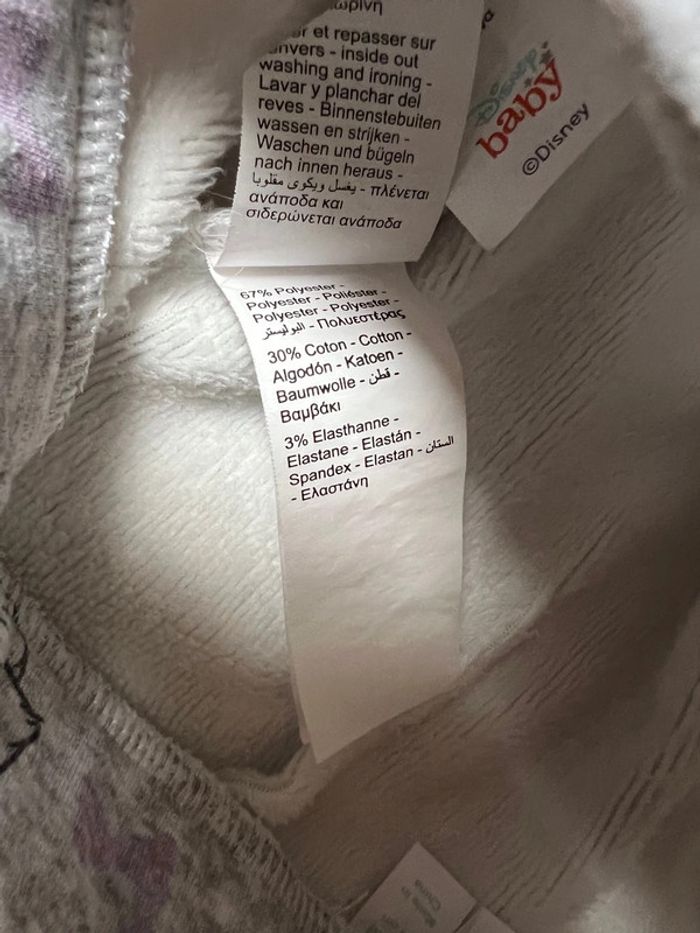 et repasser sur
- inside out
washing and ironing -
Lavar y planchar del
reves - Binnenstebuiten
wassen en strijken -
Waschen und bügeln
nach innen heraus -
يغسل ويكوى مقلوبا - πλένεται
ανάποδα και
σιδερώνεται ανάποδα
67% Polyester -
Polyester - Poliéster -
Polyester - Polyester -
البوليستر - Πολυεστέρας
30% Coton - Cotton -
Algodón - Katoen -
Baumwolle - قطن -
Βαμβάκι
3% Elasthanne -
Elastane - Elastán -
Spandex - Elastan - الستان
- Ελαστάνη
Disney
baby
©Disney
Made in
China